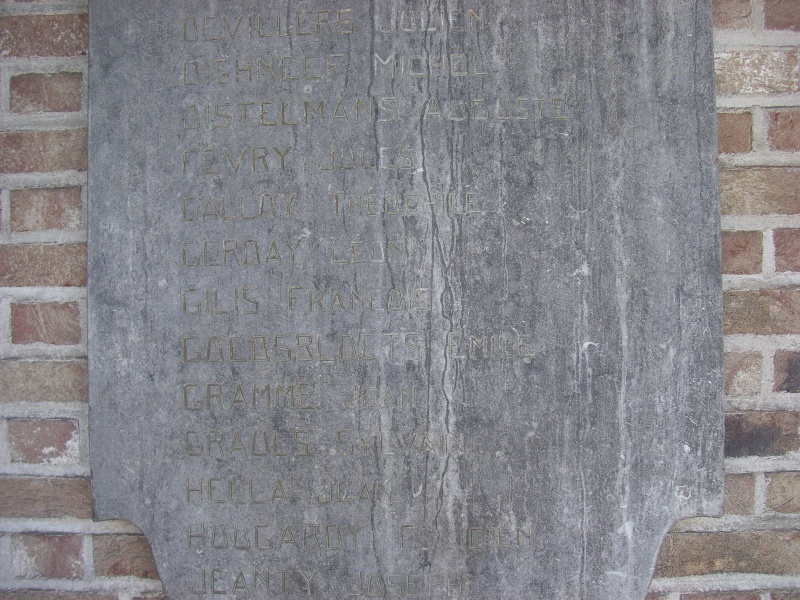 DEVILLERS JULIEN
DISTELMANS AUGUSTE
FEVRY JULES
GALLOY THEOPHILE
GERDAY LEON
GILIS FRANCOIS
EMILE
GRAMME JEAN
GRAULS SYLVAIN
HELLA JEAN
HOUGARDY FELICIEN
JEANTY JOSEPH